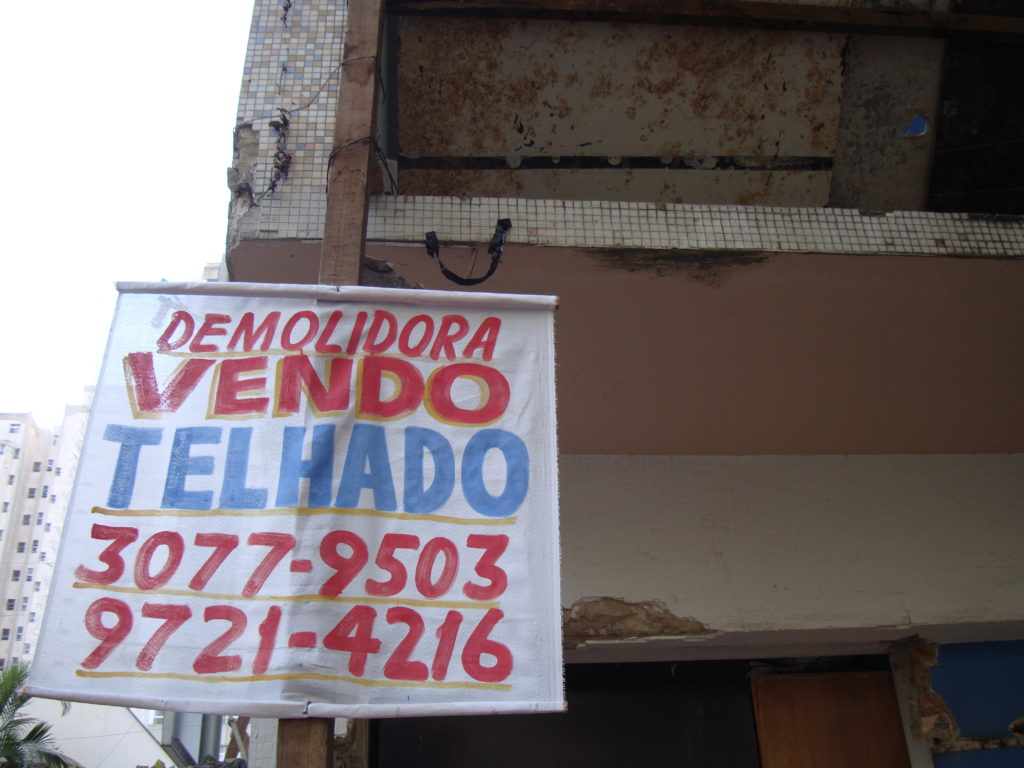 DEMOLIDORA
VENDO
TELHADO
3077-9503
9721-4216